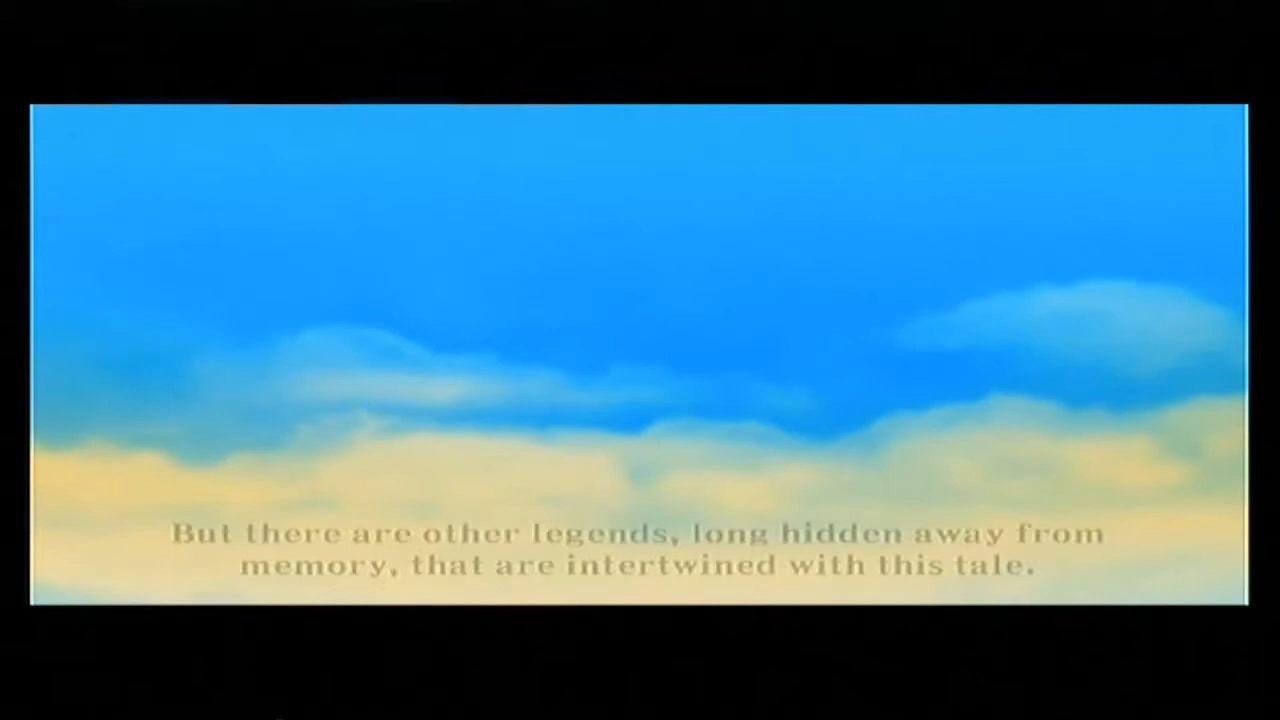 But there are other legends, long hidden away from
memory, that are intertwined with this tale.